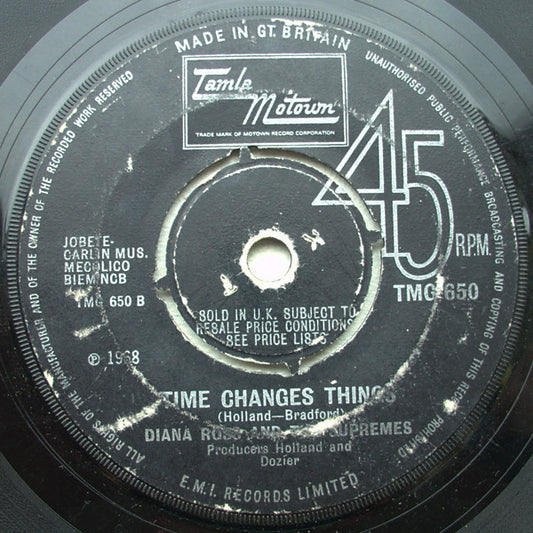 MADE IN GT. BRITAIN
UNAUTHORISED PUBLIC PERFORMANCE BROADCASTING AND COPYING OF THIS RECORD PROHIBITED
ALL RIGHTS OF THE MANUFACTURER AND OF THE OWNER OF THE RECORDED WORK RESERVED
Tamla
Motown
TRADE MARK OF MOTOWN RECORD CORPORATION
45
R.P.M.
TMG 650
JOBETE-
CARLIN MUS.
MECOLICO
BIEM NCB
TMG 650 B
SOLD IN U.K. SUBJECT TO
RESALE PRICE CONDITIONS
SEE PRICE LISTS
℗ 1968
TIME CHANGES THINGS
(Holland—Bradford)
DIANA ROSS AND THE SUPREMES
Producers Holland and
Dozier
E.M.I. RECORDS LIMITED